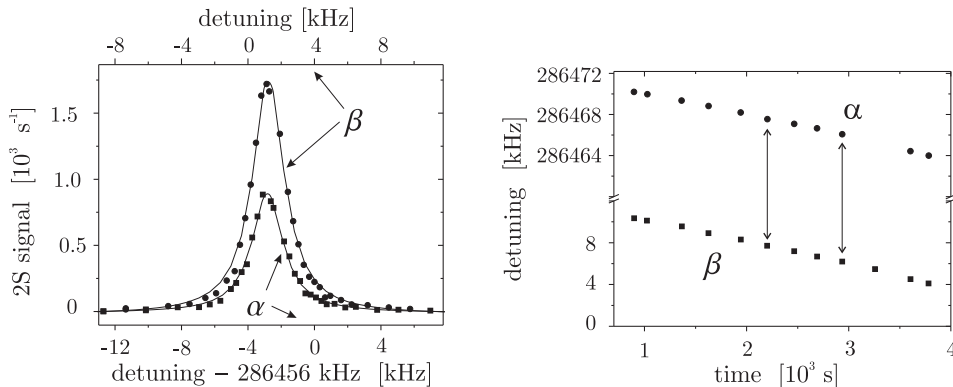 detuning [kHz]
-8 -4 0 4 8
2S signal [10³ s⁻¹]
1.5
1.0
0.5
0
β
α
-12 -8 -4 0 4
detuning – 286456 kHz [kHz]
detuning [kHz]
286472
286468
286464
8
4
0
α
β
1 2 3 4
time [10³ s]